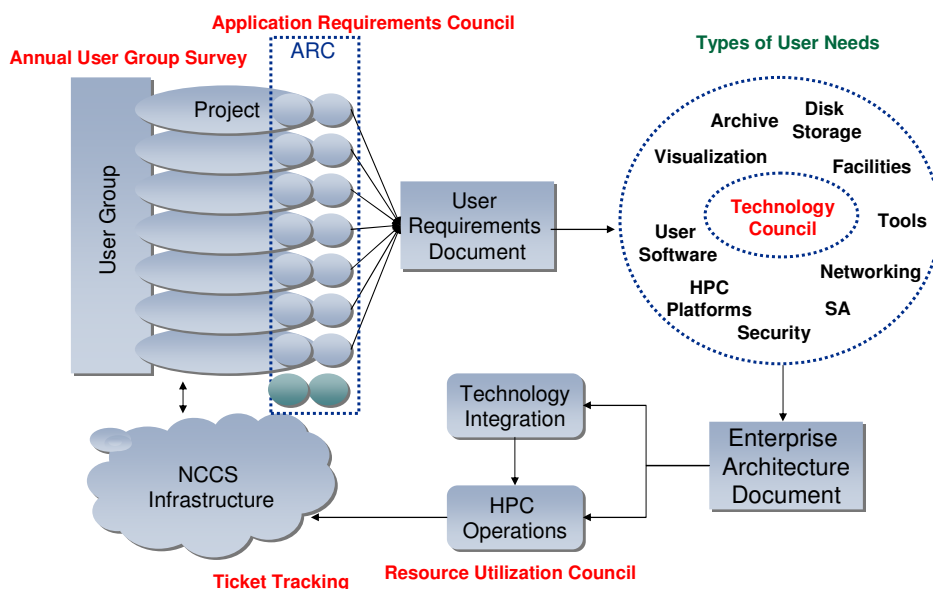 Application Requirements Council
Annual User Group Survey
ARC
Types of User Needs
User Group
Project
Archive
Disk
Storage
Visualization
Facilities
Technology
Council
Tools
User
Software
Networking
HPC
Platforms
SA
Security
User
Requirements
Document
Technology
Integration
Enterprise
Architecture
Document
NCCS
Infrastructure
HPC
Operations
Ticket Tracking
Resource Utilization Council